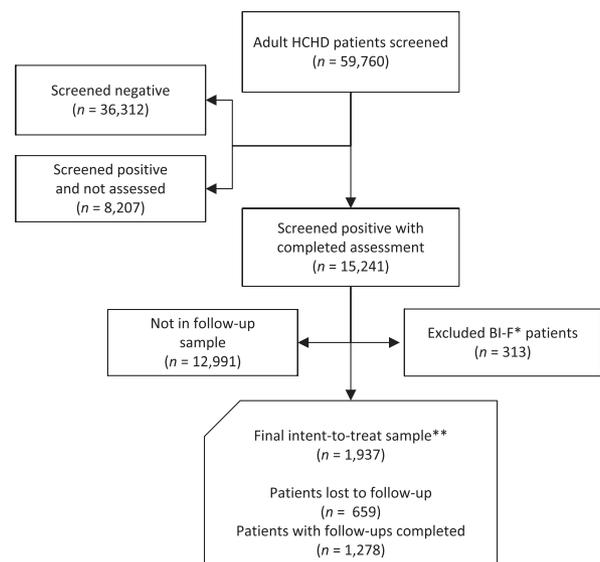 Adult HCHD patients screened
(n = 59,760)
Screened negative
(n = 36,312)
Screened positive
and not assessed
(n = 8,207)
Screened positive with
completed assessment
(n = 15,241)
Not in follow-up
sample
(n = 12,991)
Excluded BI-F* patients
(n = 313)
Final intent-to-treat sample**
(n = 1,937)
Patients lost to follow-up
(n = 659)
Patients with follow-ups completed
(n = 1,278)